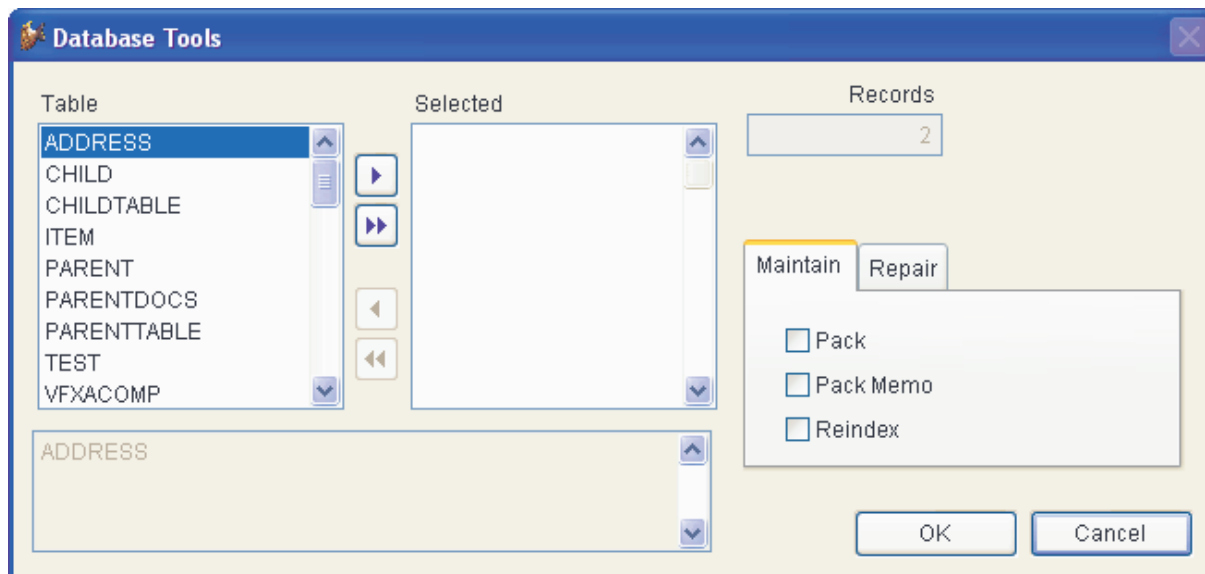 Database Tools
Table
Selected
Records
ADDRESS
CHILD
CHILDTABLE
ITEM
PARENT
PARENTDOCS
PARENTTABLE
TEST
VFXACOMP
2
Maintain
Repair
Pack
Pack Memo
Reindex
ADDRESS
OK
Cancel